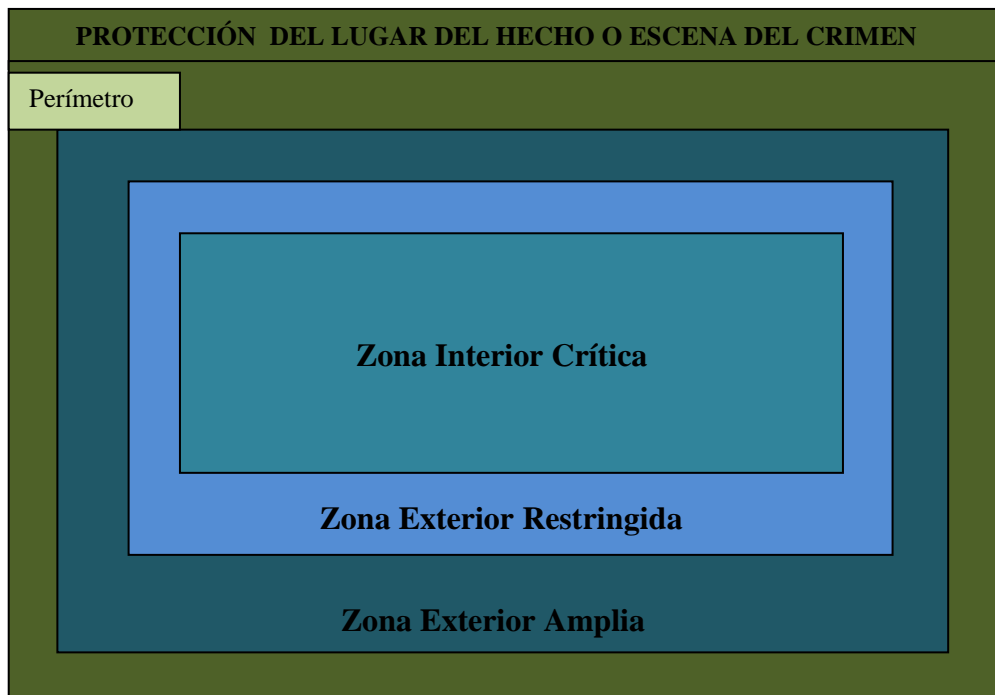 PROTECCIÓN DEL LUGAR DEL HECHO O ESCENA DEL CRIMEN
Perímetro
Zona Interior Crítica
Zona Exterior Restringida
Zona Exterior Amplia